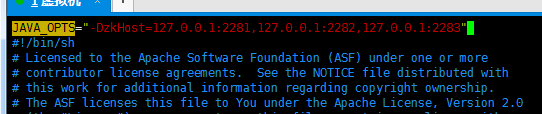 1 虚拟机
JAVA_OPTS="-DzkHost=127.0.0.1:2281,127.0.0.1:2282,127.0.0.1:2283"
#!/bin/sh
# Licensed to the Apache Software Foundation (ASF) under one or more
# contributor license agreements.  See the NOTICE file distributed with
# this work for additional information regarding copyright ownership.
# The ASF licenses this file to You under the Apache License, Version 2.0